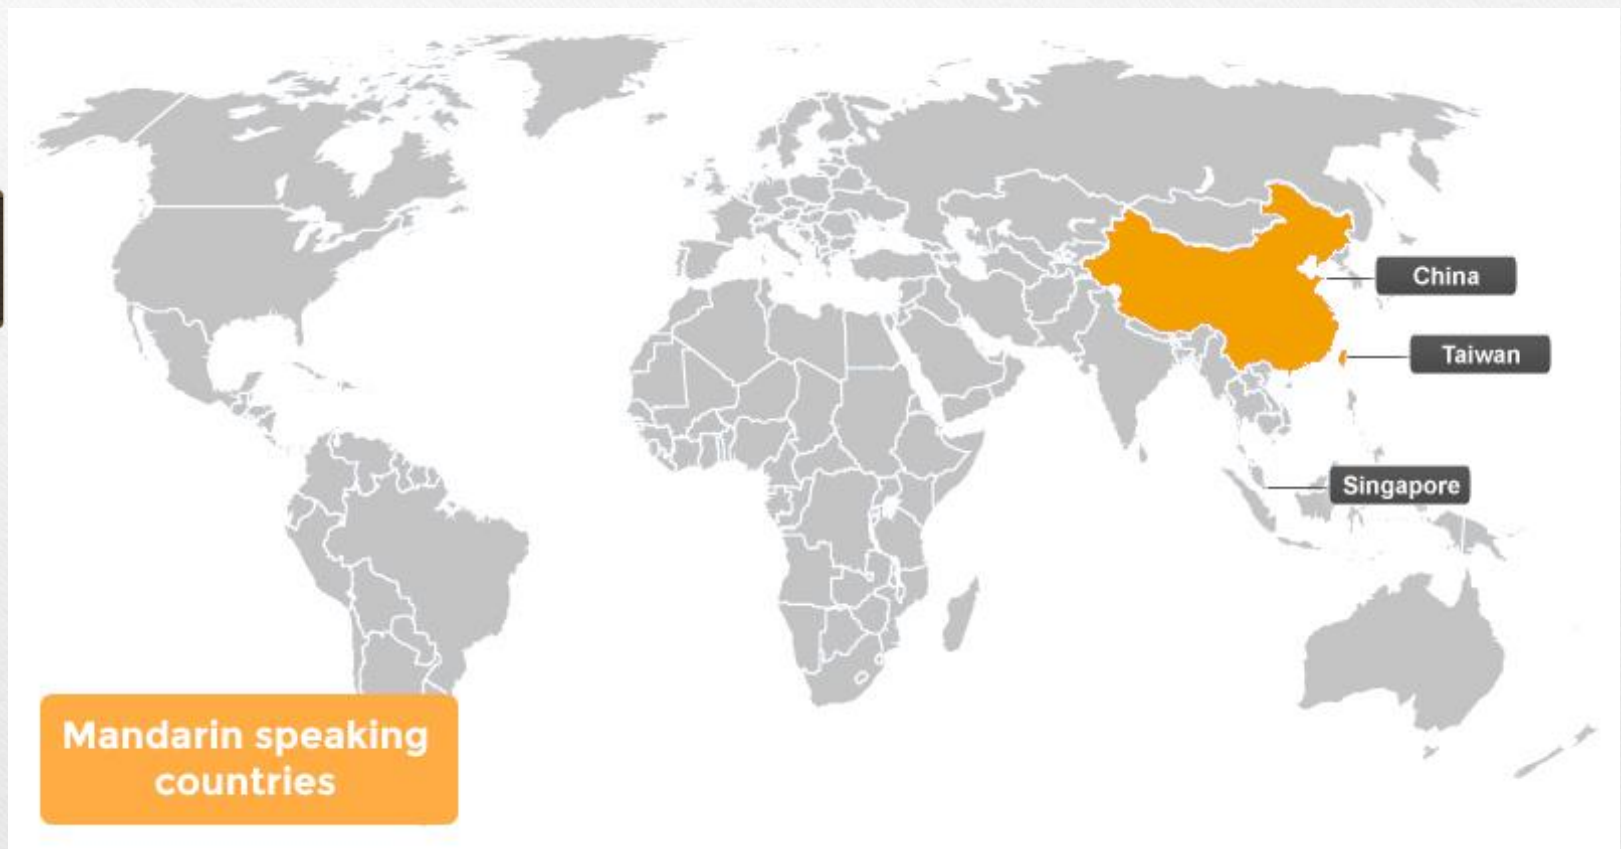 China
Taiwan
Singapore
Mandarin speaking
countries